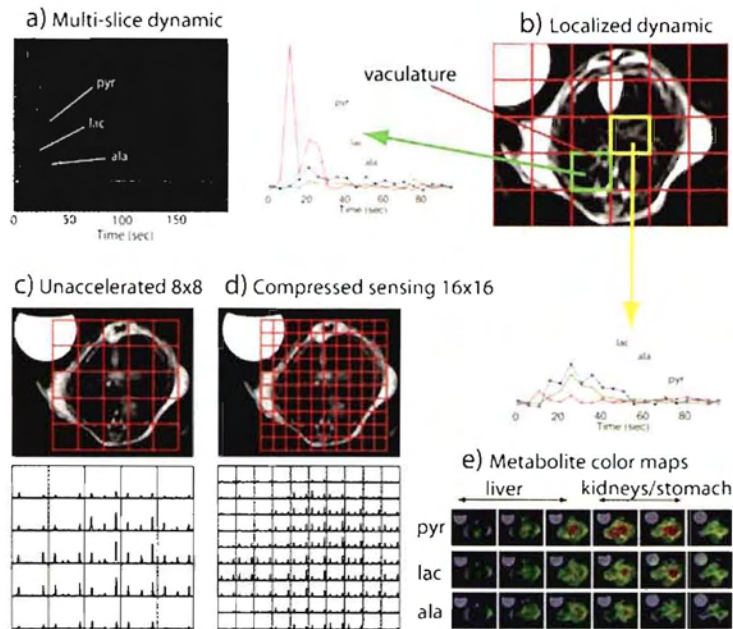 a) Multi-slice dynamic
pyr
lac
ala
0 50 100 150
Time (sec)
vaculature
pyr
lac
ala
0 20 40 60 80
Time (sec)
b) Localized dynamic
lac
ala
pyr
0 20 40 60 80
Time (sec)
c) Unaccelerated 8x8
d) Compressed sensing 16x16
e) Metabolite color maps
liver
kidneys/stomach
pyr
lac
ala